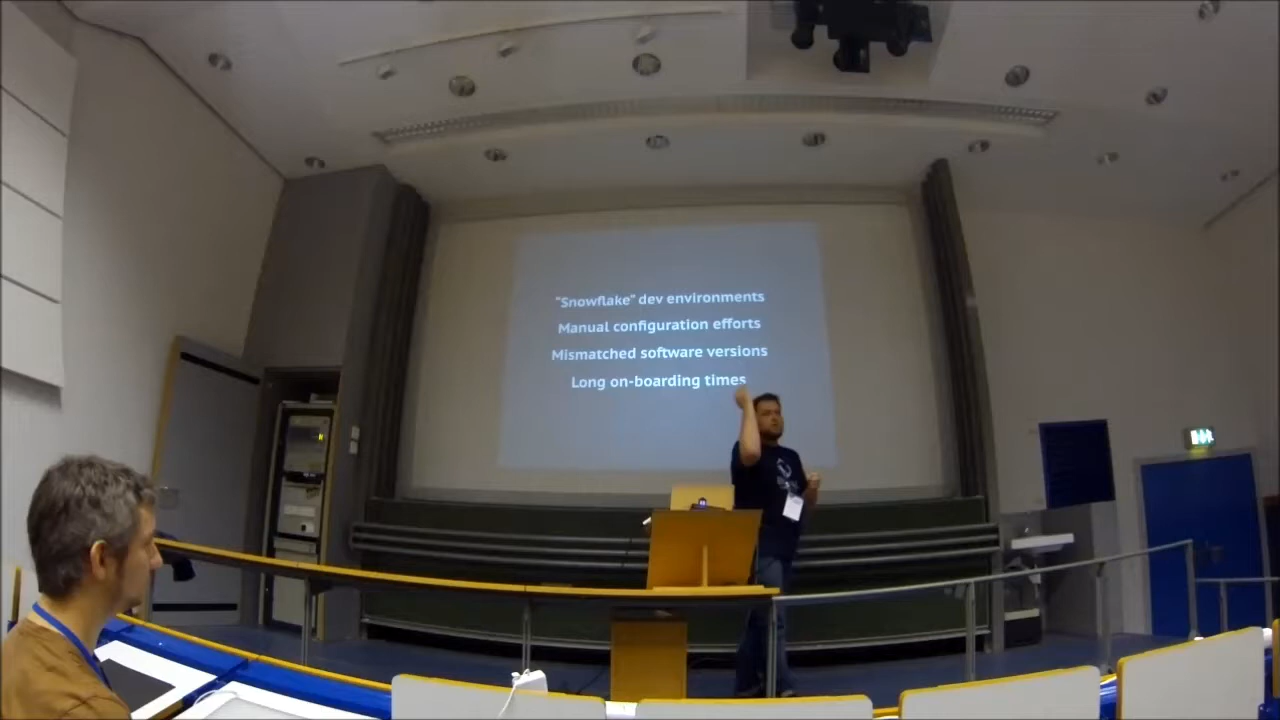 "Snowflake" dev environments
Manual configuration efforts
Mismatched software versions
Long on-boarding times